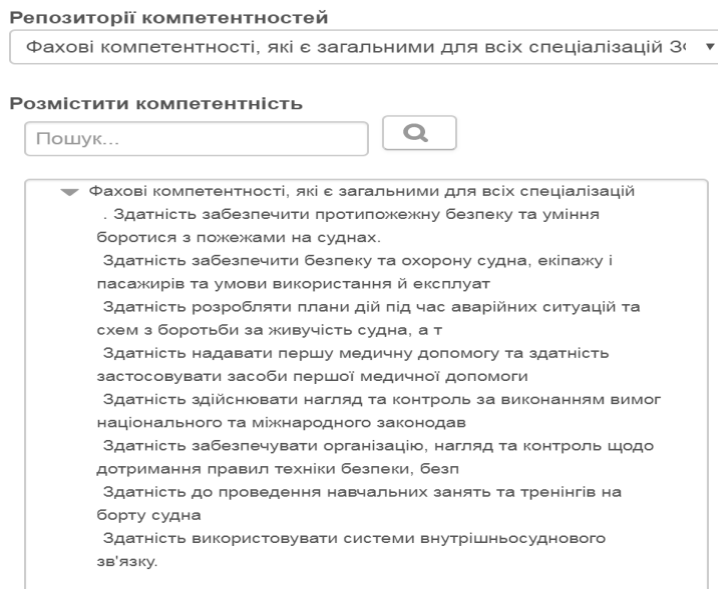 Репозиторії компетентностей
Фахові компетентності, які є загальними для всіх спеціалізацій ЗФ
Розмістити компетентність
Пошук...
Фахові компетентності, які є загальними для всіх спеціалізацій
. Здатність забезпечити протипожежну безпеку та уміння
боротися з пожежами на суднах.
Здатність забезпечити безпеку та охорону судна, екіпажу і
пасажирів та умови використання й експлуат
Здатність розробляти плани дій під час аварійних ситуацій та
схем з боротьби за живучість судна, а т
Здатність надавати першу медичну допомогу та здатність
застосовувати засоби першої медичної допомоги
Здатність здійснювати нагляд та контроль за виконанням вимог
національного та міжнародного законодав
Здатність забезпечувати організацію, нагляд та контроль щодо
дотримання правил техніки безпеки, безп
Здатність до проведення навчальних занять та тренінгів на
борту судна
Здатність використовувати системи внутрішньосуднового
зв'язку.